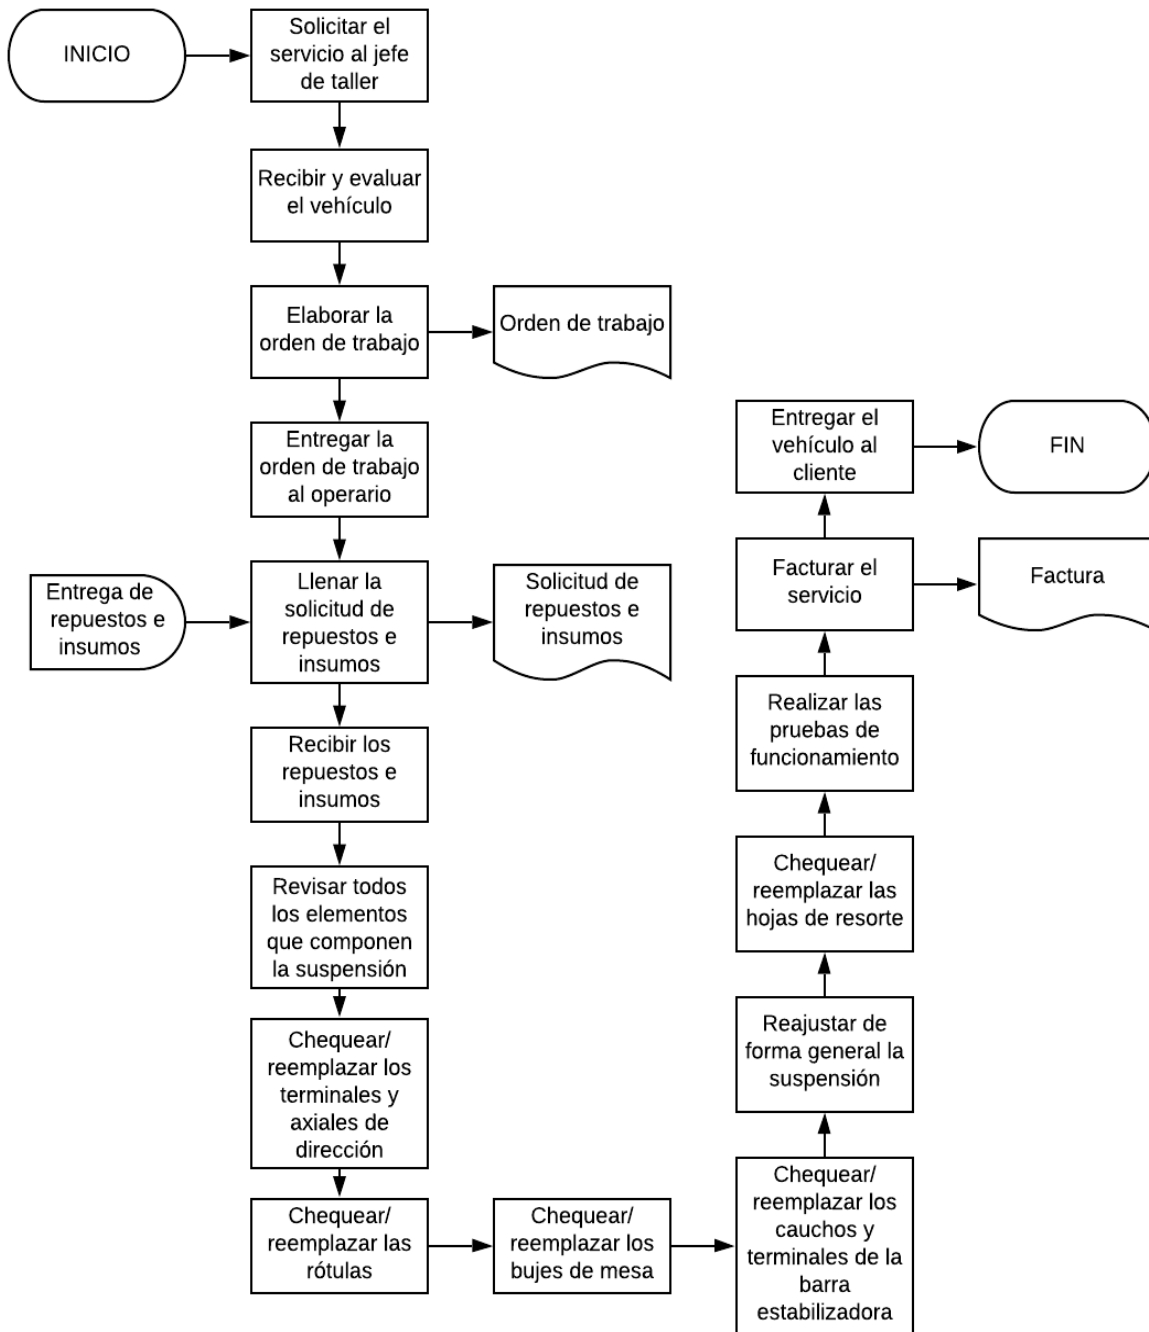 INICIO
Solicitar el
servicio al jefe
de taller
Recibir y evaluar
el vehículo
Elaborar la
orden de trabajo
Orden de trabajo
Entregar la
orden de trabajo
al operario
Entrega de
repuestos e
insumos
Llenar la
solicitud de
repuestos e
insumos
Solicitud de
repuestos e
insumos
Recibir los
repuestos e
insumos
Revisar todos
los elementos
que componen
la suspensión
Chequear/
reemplazar los
terminales y
axiales de
dirección
Chequear/
reemplazar las
rótulas
Chequear/
reemplazar los
bujes de mesa
Chequear/
reemplazar los
cauchos y
terminales de la
barra
estabilizadora
Reajustar de
forma general la
suspensión
Chequear/
reemplazar las
hojas de resorte
Realizar las
pruebas de
funcionamiento
Facturar el
servicio
Factura
Entregar el
vehículo al
cliente
FIN